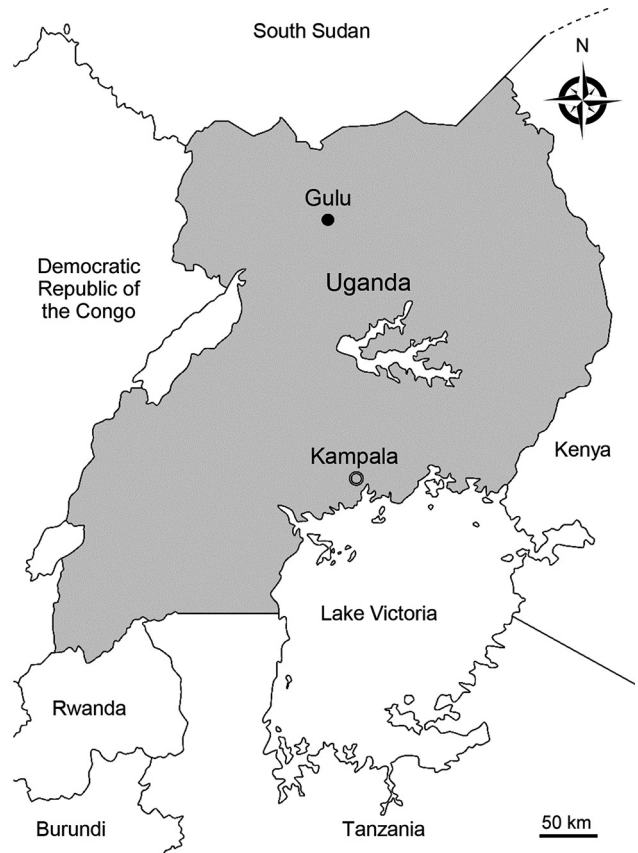 South Sudan
N
Gulu
Democratic
Republic of
the Congo
Uganda
Kampala
Kenya
Lake Victoria
Rwanda
Burundi
Tanzania
50 km